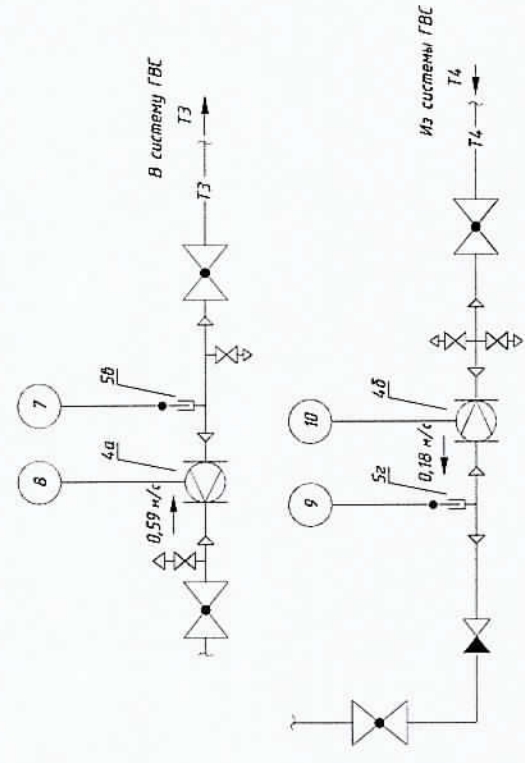 В систему ГВС
Т3
Т3
7
5в
8
4а
0,59 м/с
Из системы ГВС
Т4
Т4
10
4б
0,18 м/с
9
5г